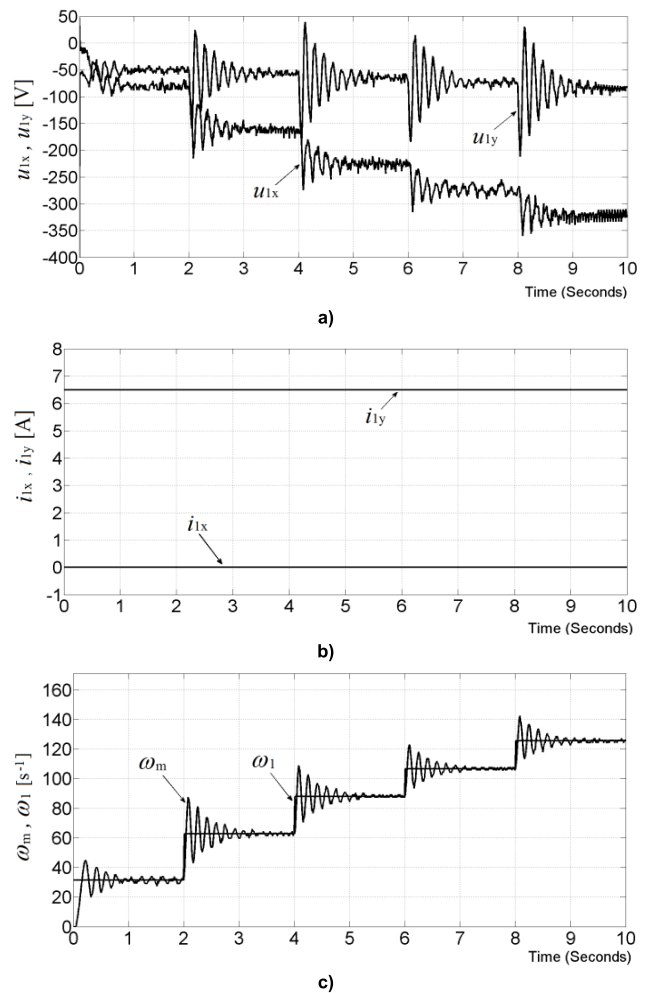 50
0
-50
-100
-150
-200
-250
-300
-350
-400
u1x , u1y [V]
u1x
u1y
0 1 2 3 4 5 6 7 8 9 10
Time (Seconds)
a)
8
7
6
5
4
3
2
1
0
-1
i1x , i1y [A]
i1y
i1x
0 1 2 3 4 5 6 7 8 9 10
Time (Seconds)
b)
160
140
120
100
80
60
40
20
0
ωm , ω1 [s-1]
ωm
ω1
0 1 2 3 4 5 6 7 8 9 10
Time (Seconds)
c)